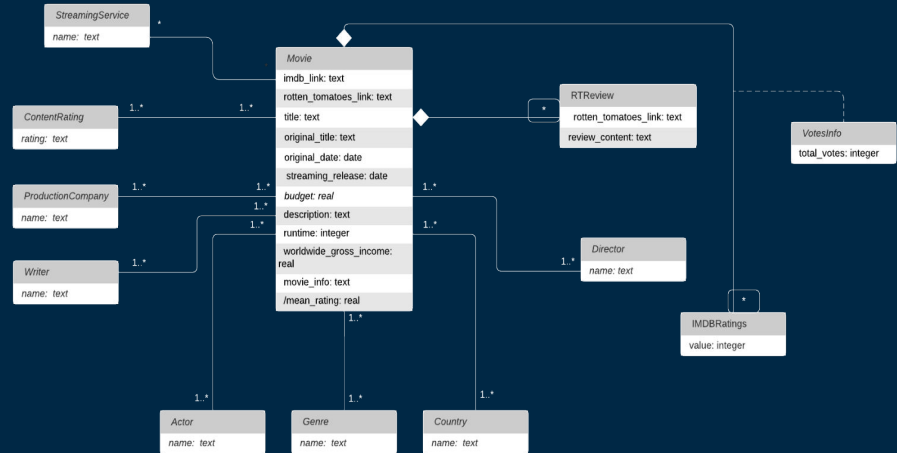 StreamingService
name: text
*
Movie
imdb_link: text
rotten_tomatoes_link: text
title: text
original_title: text
original_date: date
streaming_release: date
budget: real
description: text
runtime: integer
worldwide_gross_income:
real
movie_info: text
/mean_rating: real
ContentRating
rating: text
1..*
1..*
ProductionCompany
name: text
1..*
1..*
Writer
name: text
1..*
1..*
1..*
1..*
Actor
name: text
1..*
1..*
Genre
name: text
1..*
1..*
Country
name: text
1..*
1..*
Director
name: text
RTReview
rotten_tomatoes_link: text
review_content: text
*
VotesInfo
total_votes: integer
*
IMDBRatings
value: integer